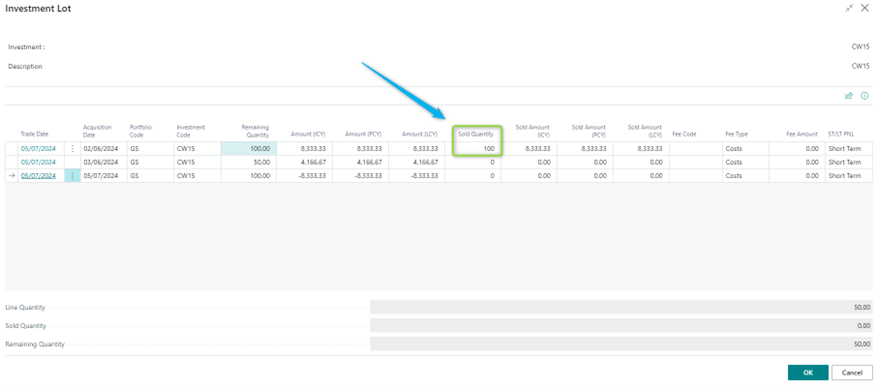 Investment Lot
Investment : CW15
Description CW15
Trade Date Acquisition Date Portfolio Code Investment Code Remaining Quantity Amount (ICY) Amount (PCY) Amount (LCY) Sold Quantity Sold Amount (ICY) Sold Amount (PCY) Sold Amount (LCY) Fee Code Fee Type Fee Amount ST/LT PNL
05/07/2024 02/06/2024 GS CW15 100.00 8,333.33 8,333.33 8,333.33 100 8,333.33 8,333.33 8,333.33 Costs 0.00 Short Term
05/07/2024 03/06/2024 GS CW15 50.00 4,166.67 4,166.67 4,166.67 0 0.00 0.00 0.00 Costs 0.00 Short Term
05/07/2024 05/07/2024 GS CW15 100.00 -8,333.33 -8,333.33 -8,333.33 0 0.00 0.00 0.00 Costs 0.00 Short Term
Line Quantity 50.00
Sold Quantity 0.00
Remaining Quantity 50.00
OK Cancel